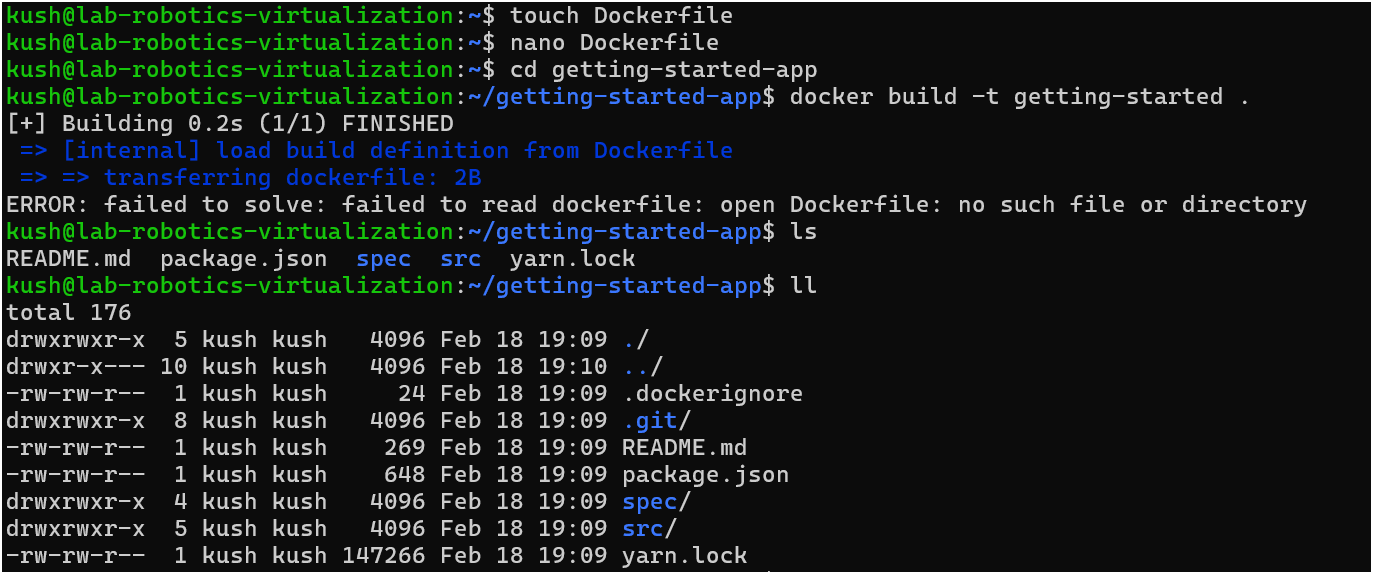 kush@lab-robotics-virtualization:~$ touch Dockerfile
kush@lab-robotics-virtualization:~$ nano Dockerfile
kush@lab-robotics-virtualization:~$ cd getting-started-app
kush@lab-robotics-virtualization:~/getting-started-app$ docker build -t getting-started .
[+] Building 0.2s (1/1) FINISHED
 => [internal] load build definition from Dockerfile
 => => transferring dockerfile: 2B
ERROR: failed to solve: failed to read dockerfile: open Dockerfile: no such file or directory
kush@lab-robotics-virtualization:~/getting-started-app$ ls
README.md  package.json  spec  src  yarn.lock
kush@lab-robotics-virtualization:~/getting-started-app$ ll
total 176
drwxrwxr-x  5 kush kush   4096 Feb 18 19:09 ./
drwxr-x--- 10 kush kush   4096 Feb 18 19:10 ../
-rw-rw-r--  1 kush kush     24 Feb 18 19:09 .dockerignore
drwxrwxr-x  8 kush kush   4096 Feb 18 19:09 .git/
-rw-rw-r--  1 kush kush    269 Feb 18 19:09 README.md
-rw-rw-r--  1 kush kush    648 Feb 18 19:09 package.json
drwxrwxr-x  4 kush kush   4096 Feb 18 19:09 spec/
drwxrwxr-x  5 kush kush   4096 Feb 18 19:09 src/
-rw-rw-r--  1 kush kush 147266 Feb 18 19:09 yarn.lock